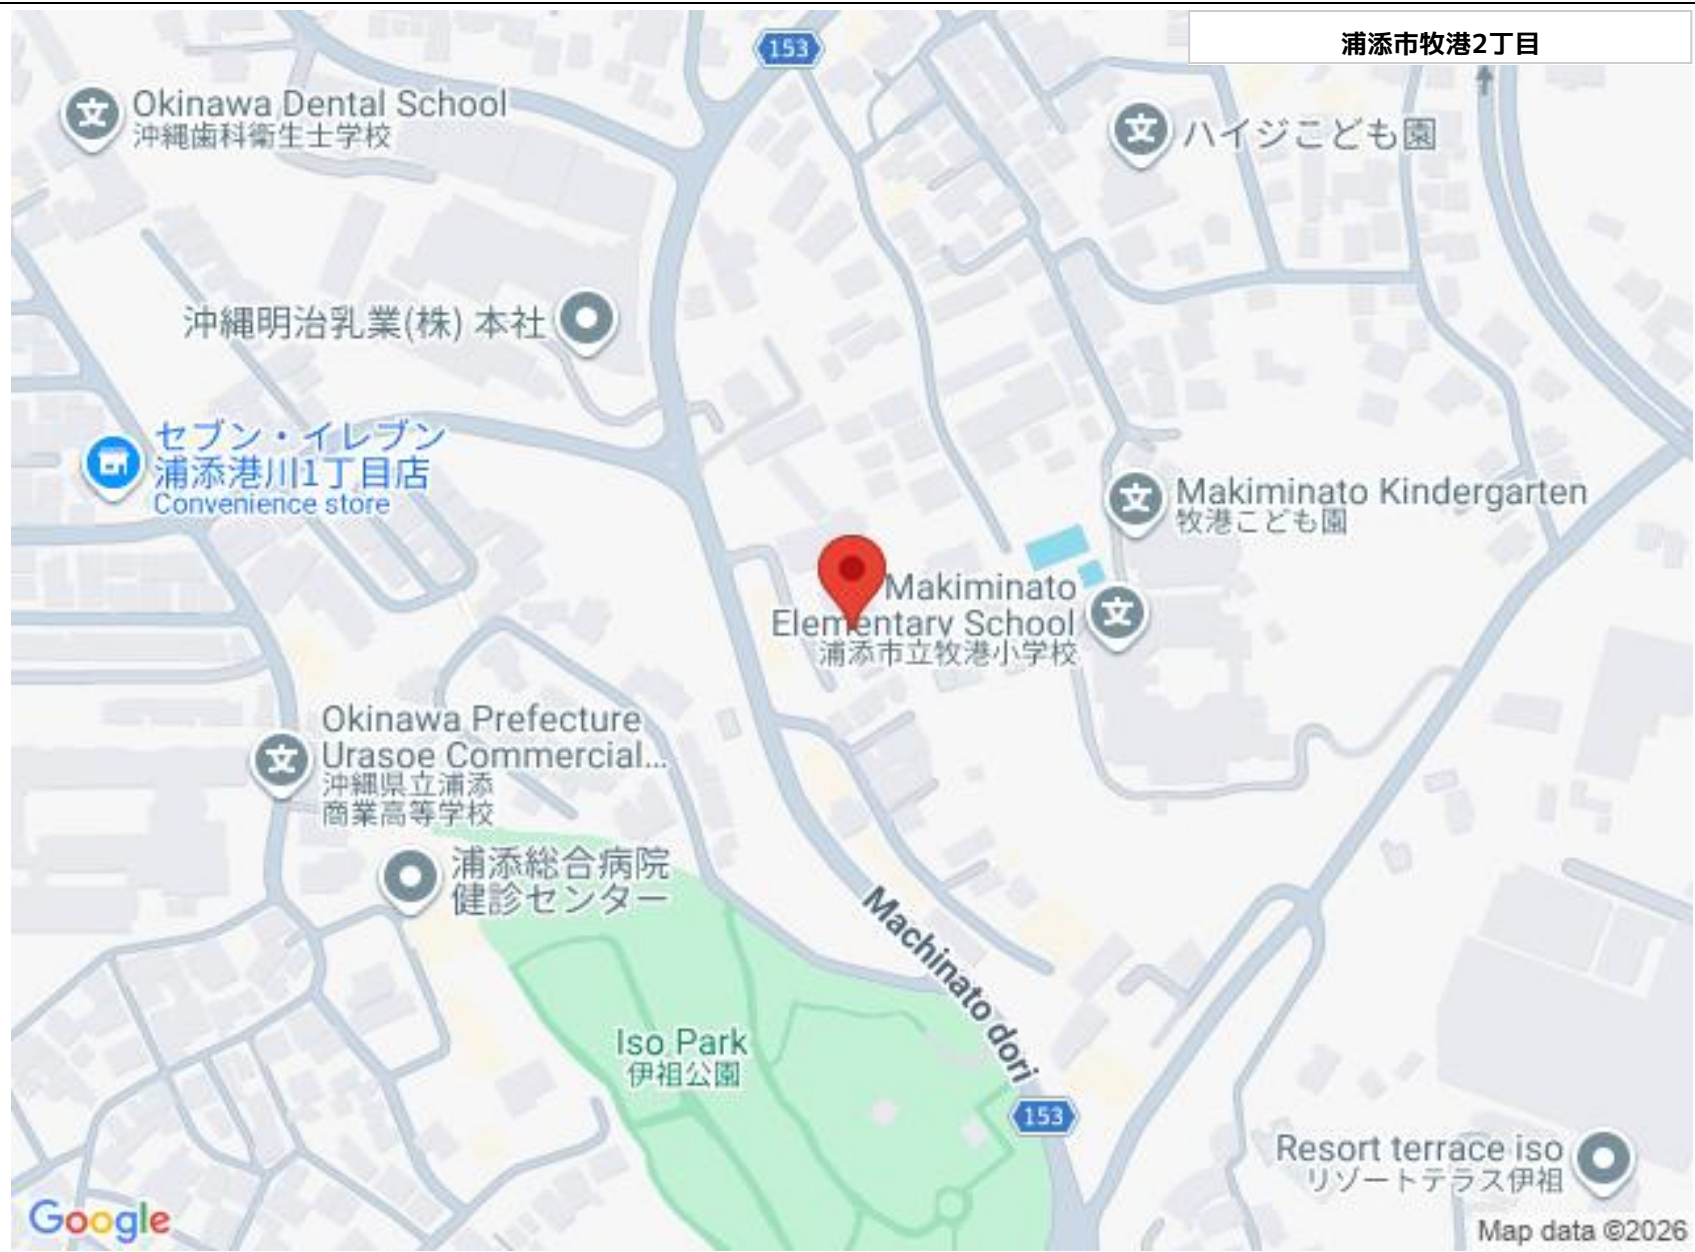 浦添市牧港2丁目
153
Okinawa Dental School
沖縄歯科衛生士学校
ハイジこども園
沖縄明治乳業(株) 本社
セブン・イレブン
浦添港川1丁目店
Convenience store
Makiminato Kindergarten
牧港こども園
Makiminato
Elementary School
浦添市立牧港小学校
Okinawa Prefecture
Urasoe Commercial...
沖縄県立浦添
商業高等学校
浦添総合病院
健診センター
Machinato dori
Iso Park
伊祖公園
153
Resort terrace iso
リゾートテラス伊祖
Google
Map data ©2026